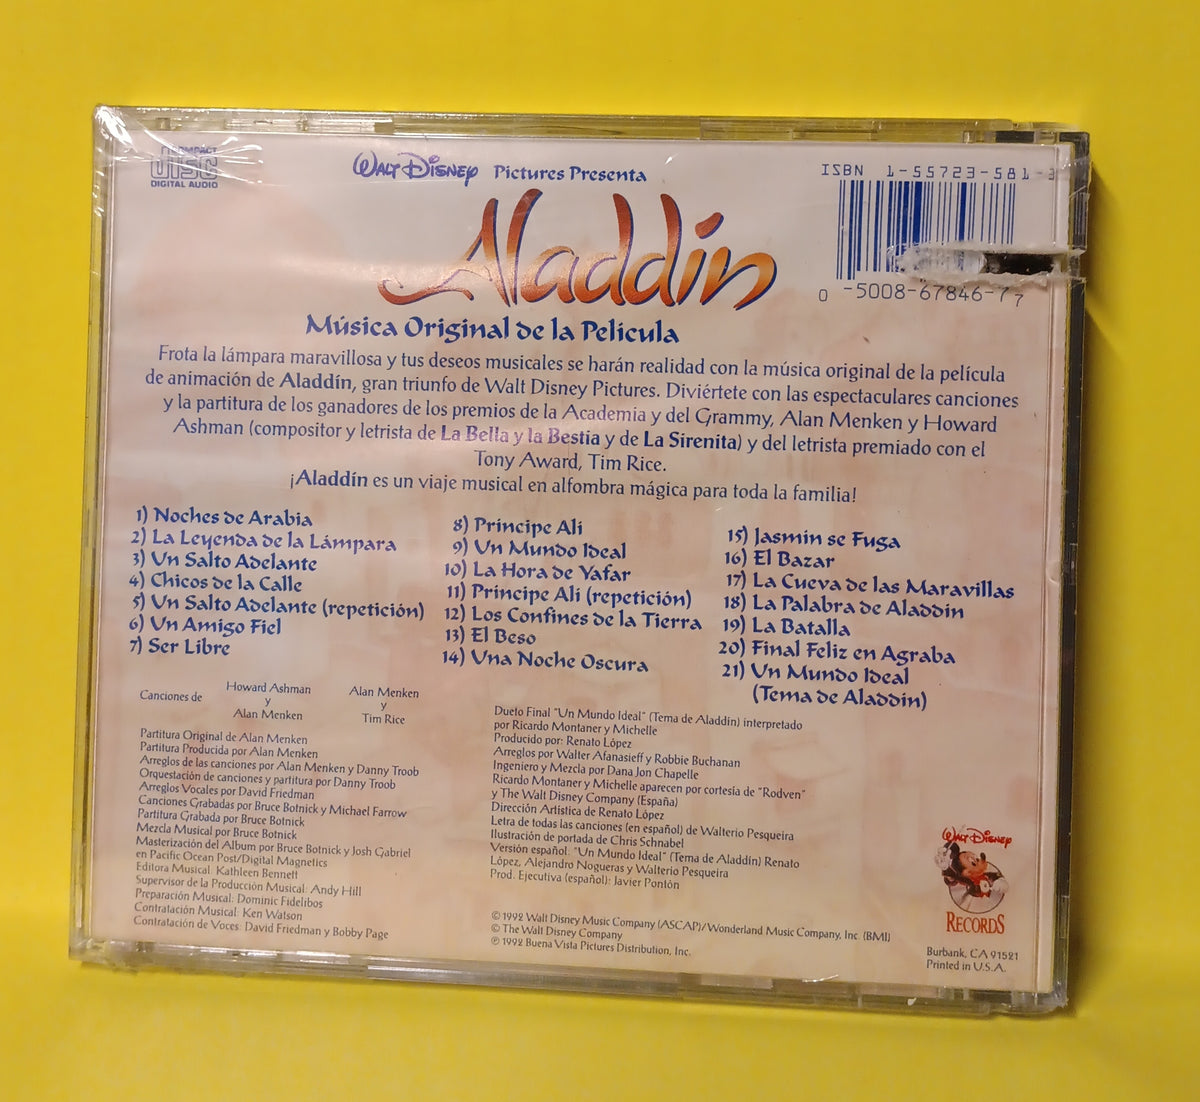 COMPACT
DISC
DIGITAL AUDIO
WALT DISNEY Pictures Presenta
ISBN 1-55723-581-3
Aladdín
0 -5008-67846-7 7
Música Original de la Película
Frota la lámpara maravillosa y tus deseos musicales se harán realidad con la música original de la película
de animación de Aladdín, gran triunfo de Walt Disney Pictures. Diviértete con las espectaculares canciones
y la partitura de los ganadores de los premios de la Academia y del Grammy, Alan Menken y Howard
Ashman (compositor y letrista de La Bella y la Bestia y de La Sirenita) y del letrista premiado con el
Tony Award, Tim Rice.
¡Aladdín es un viaje musical en alfombra mágica para toda la familia!
1) Noches de Arabia
2) La Leyenda de la Lámpara
3) Un Salto Adelante
4) Chicos de la Calle
5) Un Salto Adelante (repetición)
6) Un Amigo Fiel
7) Ser Libre
8) Príncipe Alí
9) Un Mundo Ideal
10) La Hora de Yafar
11) Príncipe Alí (repetición)
12) Los Confines de la Tierra
13) El Beso
14) Una Noche Oscura
15) Jasmín se Fuga
16) El Bazar
17) La Cueva de las Maravillas
18) La Palabra de Aladdín
19) La Batalla
20) Final Feliz en Agraba
21) Un Mundo Ideal
(Tema de Aladdín)
Canciones de
Howard Ashman
y
Alan Menken
Alan Menken
y
Tim Rice
Partitura Original de Alan Menken
Partitura Producida por Alan Menken
Arreglos de las canciones por Alan Menken y Danny Troob
Orquestación de canciones y partitura por Danny Troob
Arreglos Vocales por David Friedman
Canciones Grabadas por Bruce Botnick y Michael Farrow
Partitura Grabada por Bruce Botnick
Mezcla Musical por Bruce Botnick
Masterización del Album por Bruce Botnick y Josh Gabriel
en Pacific Ocean Post/Digital Magnetics
Editora Musical: Kathleen Bennett
Supervisor de la Producción Musical: Andy Hill
Preparación Musical: Dominic Fidelibos
Contratación Musical: Ken Watson
Contratación de Voces: David Friedman y Bobby Page
Dueto Final "Un Mundo Ideal" (Tema de Aladdín) interpretado
por Ricardo Montaner y Michelle
Producido por: Renato López
Arreglos por Walter Afanasieff y Robbie Buchanan
Ingeniero y Mezcla por Dana Jon Chapelle
Ricardo Montaner y Michelle aparecen por cortesía de "Rodven"
y The Walt Disney Company (España)
Dirección Artística de Renato López
Letra de todas las canciones (en español) de Walterio Pesqueira
Ilustración de portada de Chris Schnabel
Versión español: "Un Mundo Ideal" (Tema de Aladdín) Renato
López, Alejandro Nogueras y Walterio Pesqueira
Prod. Ejecutiva (español): Javier Pontón
© 1992 Walt Disney Music Company (ASCAP)/Wonderland Music Company, Inc. (BMI)
© The Walt Disney Company
℗ 1992 Buena Vista Pictures Distribution, Inc.
WALT DISNEY
RECORDS
Burbank, CA 91521
Printed in U.S.A.